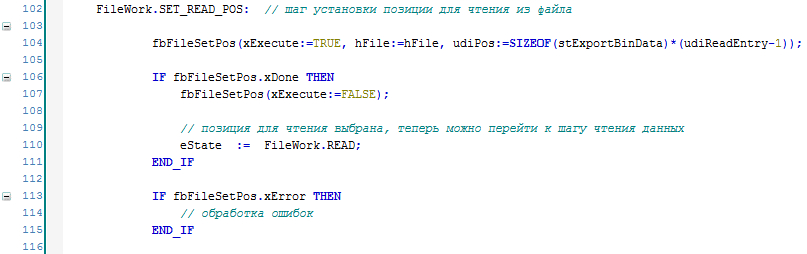 102 FileWork.SET_READ_POS: // шаг установки позиции для чтения из файла
103
104 fbFileSetPos(xExecute:=TRUE, hFile:=hFile, udiPos:=SIZEOF(stExportBinData)*(udiReadEntry-1));
105
106 IF fbFileSetPos.xDone THEN
107 fbFileSetPos(xExecute:=FALSE);
108
109 // позиция для чтения выбрана, теперь можно перейти к шагу чтения данных
110 eState := FileWork.READ;
111 END_IF
112
113 IF fbFileSetPos.xError THEN
114 // обработка ошибок
115 END_IF
116